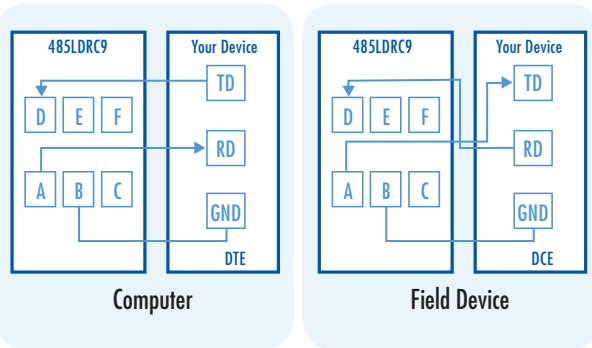 485LDRC9
Your Device
TD
D E F
RD
A B C
GND
DTE
Computer
485LDRC9
Your Device
TD
D E F
RD
A B C
GND
DCE
Field Device